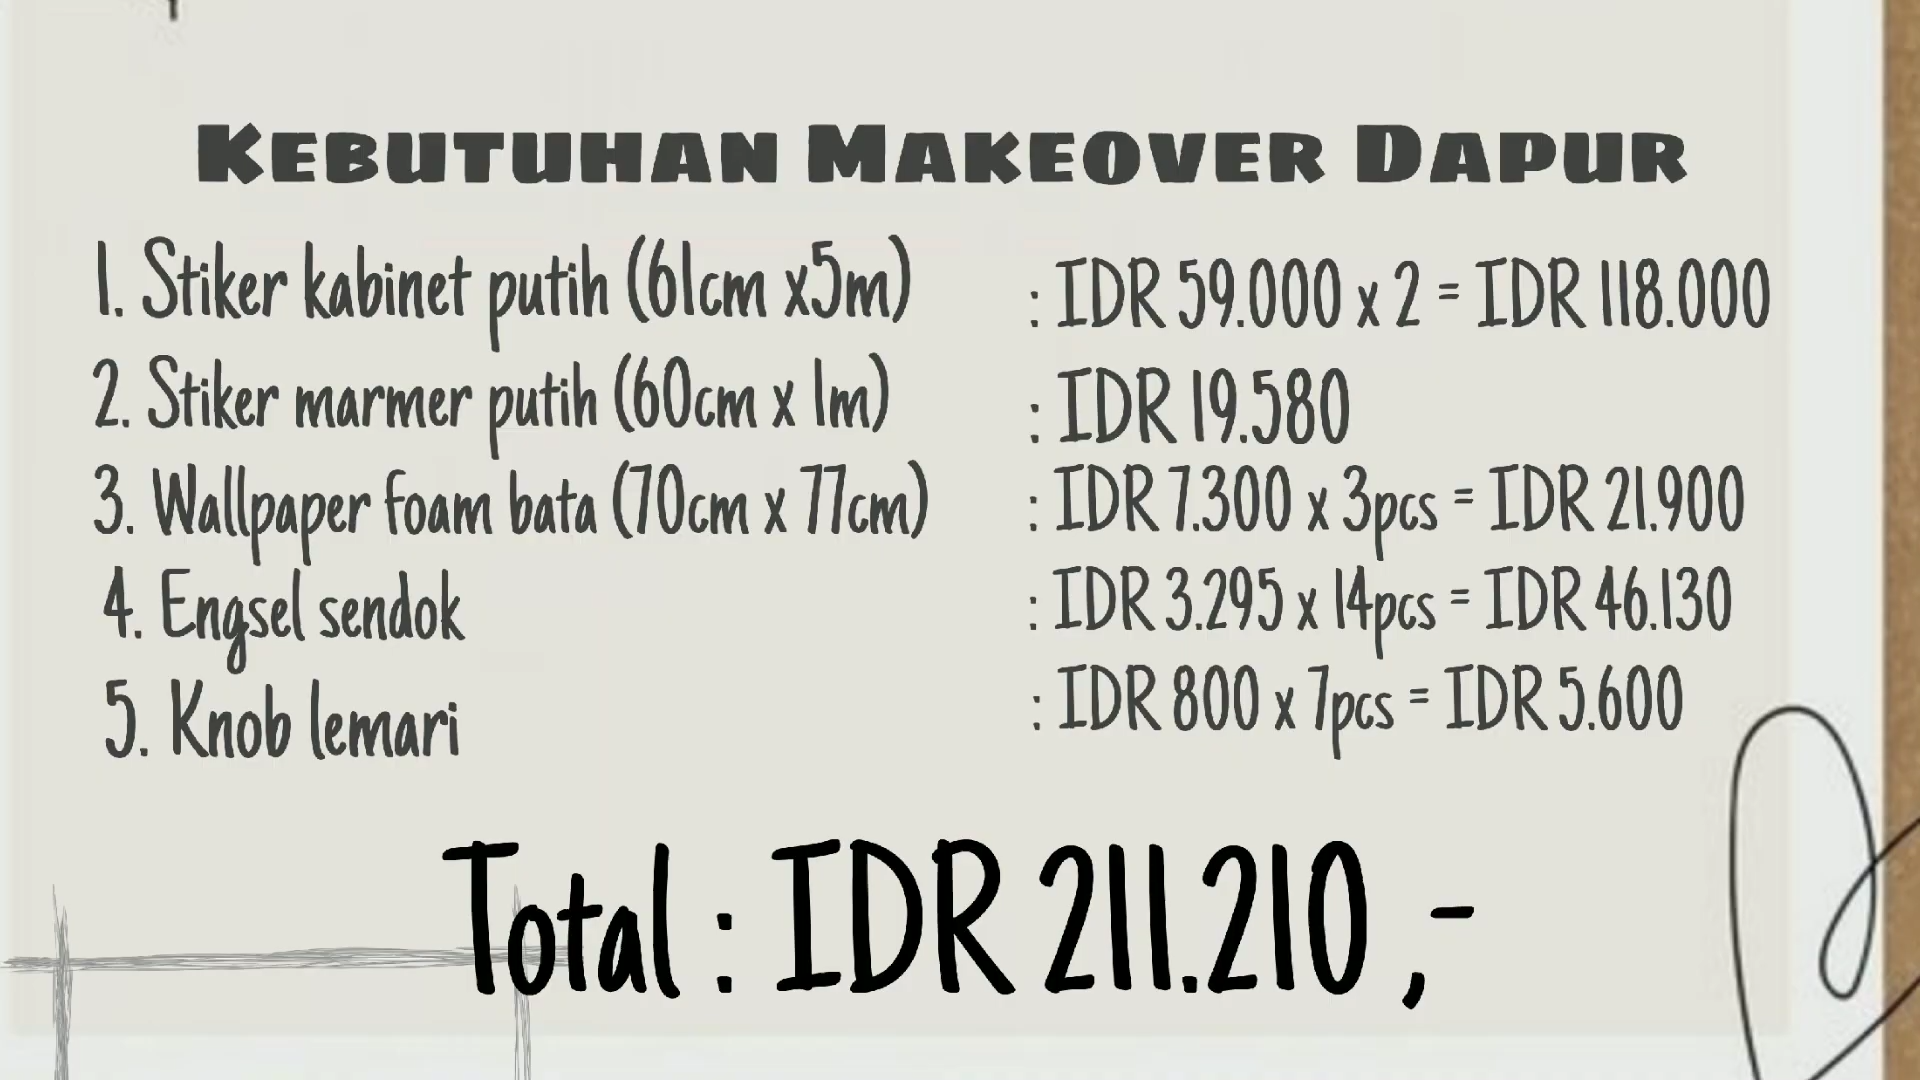 Kebutuhan Makeover Dapur
1. Stiker kabinet putih (61cm x5m) : IDR 59.000 x 2 = IDR 118.000
2. Stiker marmer putih (60cm x 1m) : IDR 19.580
3. Wallpaper foam bata (70cm x 77cm) : IDR 7.300 x 3pcs = IDR 21.900
4. Engsel sendok : IDR 3.295 x 14pcs = IDR 46.130
5. Knob lemari : IDR 800 x 7pcs = IDR 5.600
Total : IDR 211.210 ,-